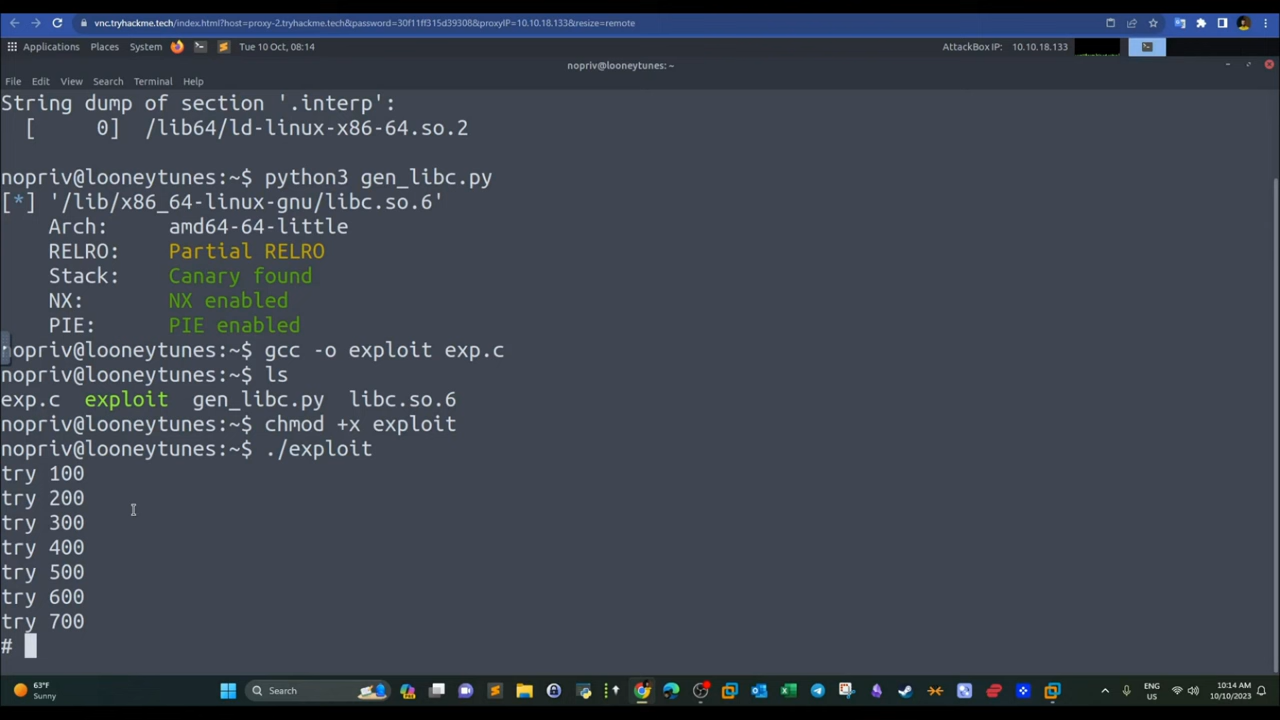 vnc.tryhackme.tech/index.html?host=proxy-2.tryhackme.tech&password=30f11ff315d39308&proxyIP=10.10.18.133&resize=remote
Applications Places System Tue 10 Oct, 08:14 AttackBox IP: 10.10.18.133
nopriv@looneytunes: ~
File Edit View Search Terminal Help
String dump of section '.interp':
[ 0] /lib64/ld-linux-x86-64.so.2
nopriv@looneytunes:~$ python3 gen_libc.py
[*] '/lib/x86_64-linux-gnu/libc.so.6'
Arch: amd64-64-little
RELRO: Partial RELRO
Stack: Canary found
NX: NX enabled
PIE: PIE enabled
nopriv@looneytunes:~$ gcc -o exploit exp.c
nopriv@looneytunes:~$ ls
exp.c exploit gen_libc.py libc.so.6
nopriv@looneytunes:~$ chmod +x exploit
nopriv@looneytunes:~$ ./exploit
try 100
try 200
try 300
try 400
try 500
try 600
try 700
#
63°F
Sunny
Search
ENG
US
10:14 AM
10/10/2023